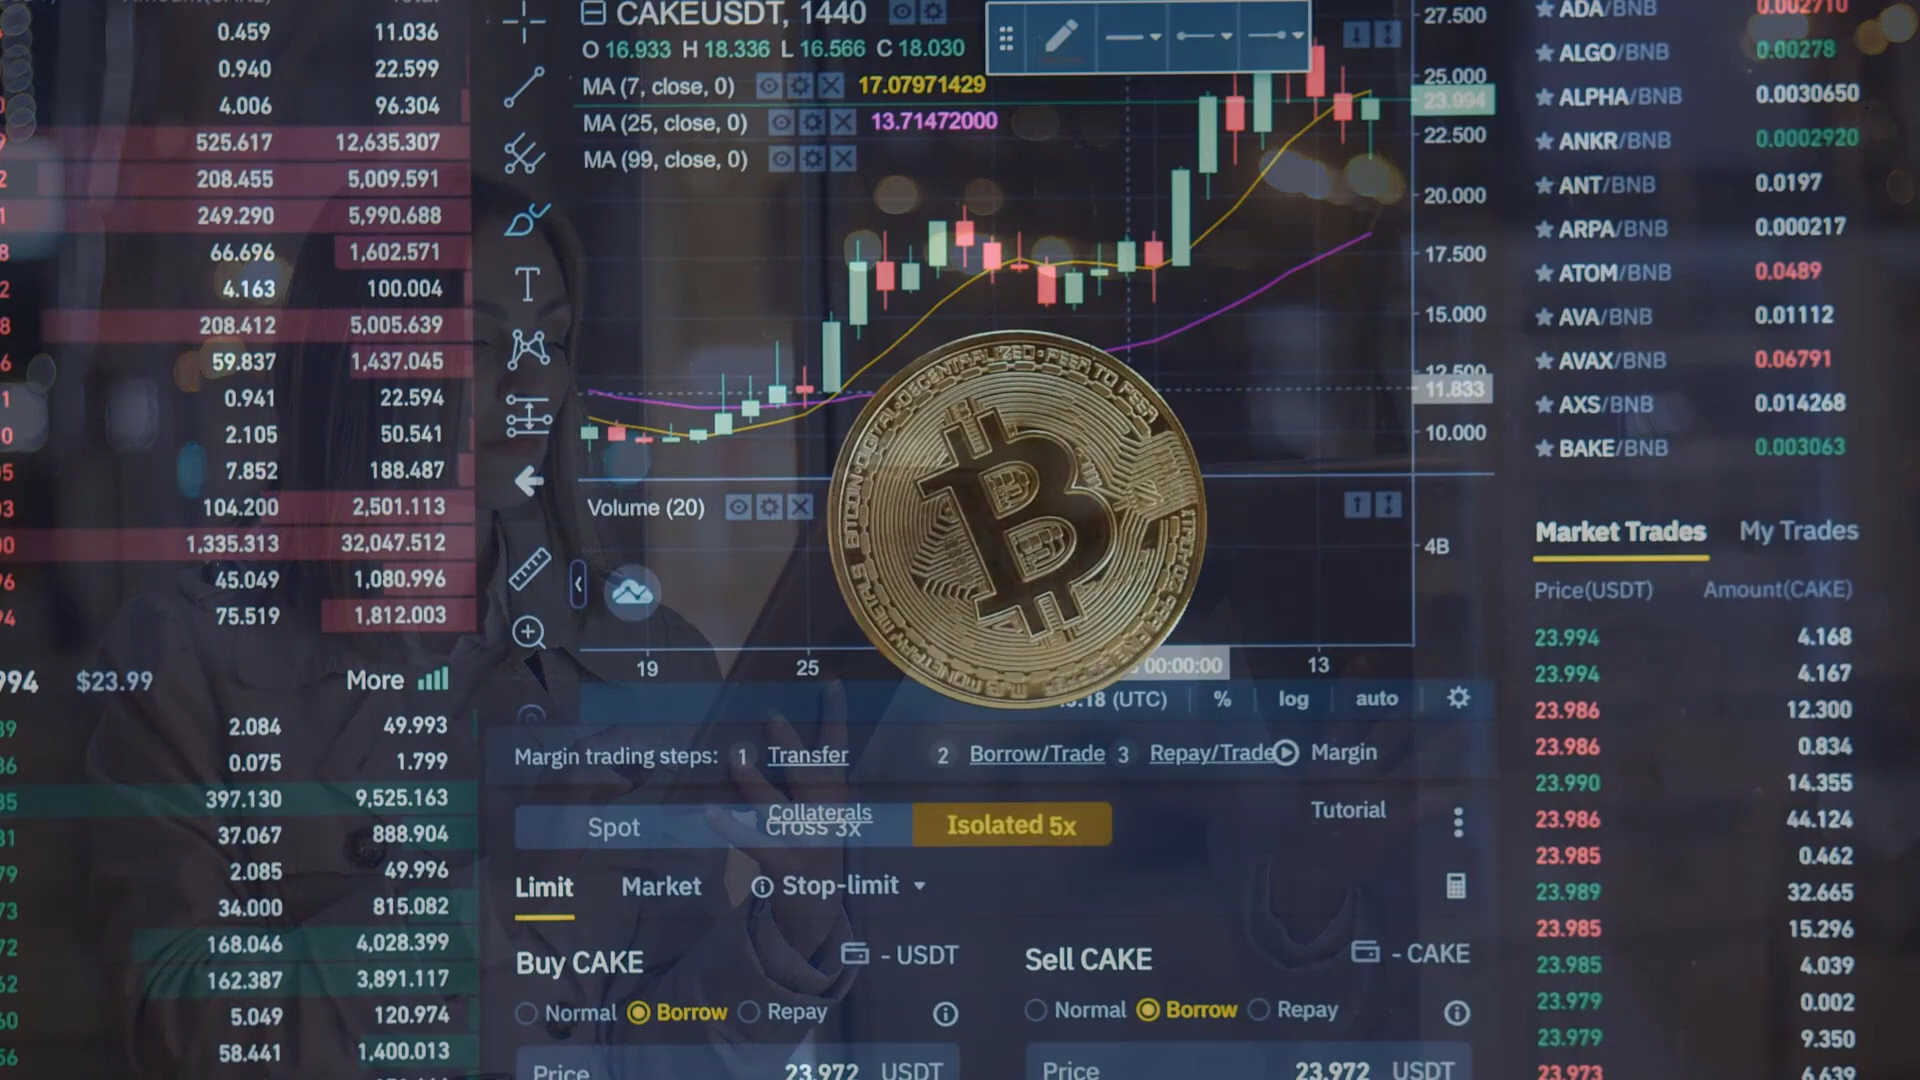 0.459 11.036
0.940 22.599
4.006 96.304
525.617 12,635.307
208.455 5,009.591
249.290 5,990.688
66.696 1,602.571
4.163 100.004
208.412 5,005.639
59.837 1,437.045
0.941 22.594
2.105 50.541
7.852 188.487
104.200 2,501.113
1,335.313 32,047.512
45.049 1,080.996
75.519 1,812.003
$23.99 More
2.084 49.993
0.075 1.799
397.130 9,525.163
37.067 888.904
2.085 49.996
34.000 815.082
168.046 4,028.399
162.387 3,891.117
5.049 120.974
58.441 1,400.013
CAKEUSDT, 1440
O 16.933 H 18.336 L 16.566 C 18.030
MA (7, close, 0) 17.07971429
MA (25, close, 0) 13.71472000
MA (99, close, 0)
27.500
25.000
23.994
22.500
20.000
17.500
15.000
12.500
11.833
10.000
Volume (20)
4B
19 25 00:00:00 13
(UTC) % log auto
DIGITAL • DECENTRALIZED • PEER TO PEER
BITCOIN
Margin trading steps: 1 Transfer 2 Borrow/Trade 3 Repay/Trade Margin
Collaterals Tutorial
Spot Cross 3x Isolated 5x
Limit Market Stop-limit
Buy CAKE - USDT
Normal Borrow Repay
Price 23.972 USDT
Sell CAKE - CAKE
Normal Borrow Repay
Price 23.972 USDT
ADA/BNB 0.002710
ALGO/BNB 0.00278
ALPHA/BNB 0.0030650
ANKR/BNB 0.0002920
ANT/BNB 0.0197
ARPA/BNB 0.000217
ATOM/BNB 0.0489
AVA/BNB 0.01112
AVAX/BNB 0.06791
AXS/BNB 0.014268
BAKE/BNB 0.003063
Market Trades My Trades
Price(USDT) Amount(CAKE)
23.994 4.168
23.994 4.167
23.986 12.300
23.986 0.834
23.990 14.355
23.986 44.124
23.985 0.462
23.989 32.665
23.985 15.296
23.985 4.039
23.979 0.002
23.979 9.350
23.973 6.639